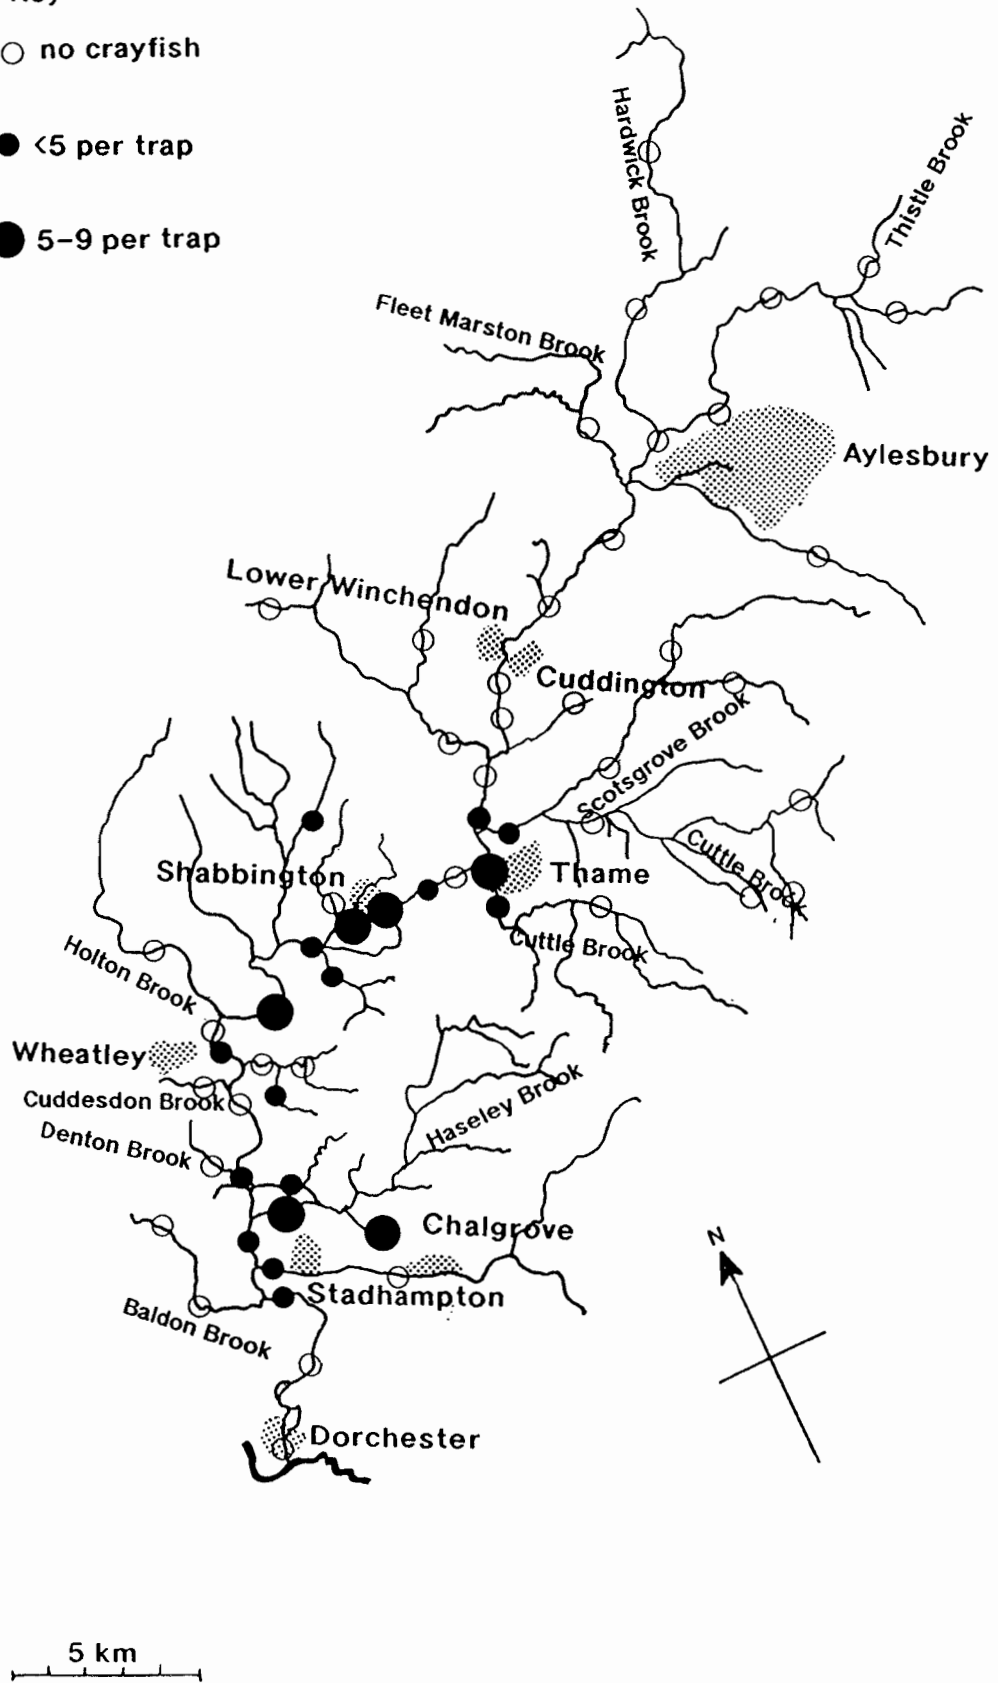 Key
no crayfish
<5 per trap
5–9 per trap
Hardwick Brook
Thistle Brook
Fleet Marston Brook
Aylesbury
Lower Winchendon
Cuddington
Scotsgrove Brook
Cuttle Brook
Shabbington
Thame
Cuttle Brook
Holton Brook
Wheatley
Cuddesdon Brook
Haseley Brook
Denton Brook
Chalgrove
N
Stadhampton
Baldon Brook
Dorchester
5 km